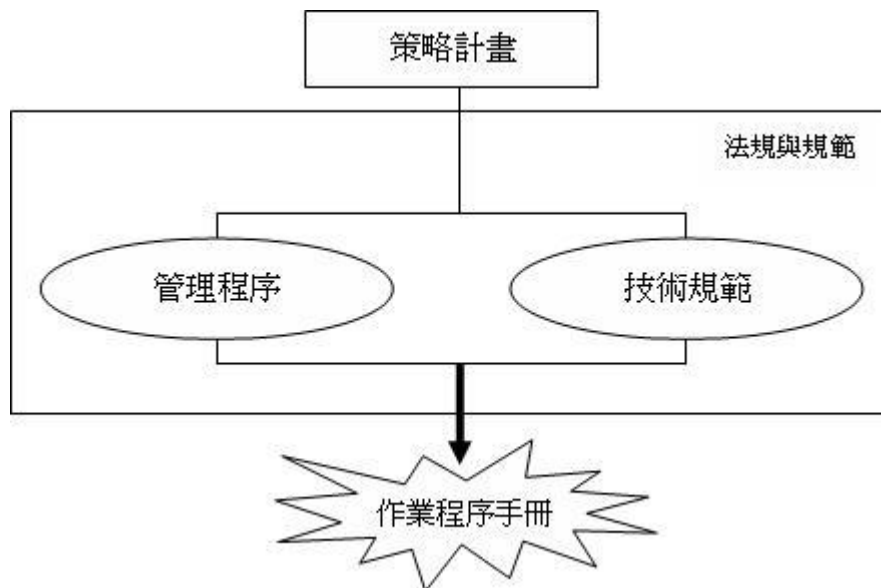 策略計畫
法規與規範
管理程序
技術規範
作業程序手冊